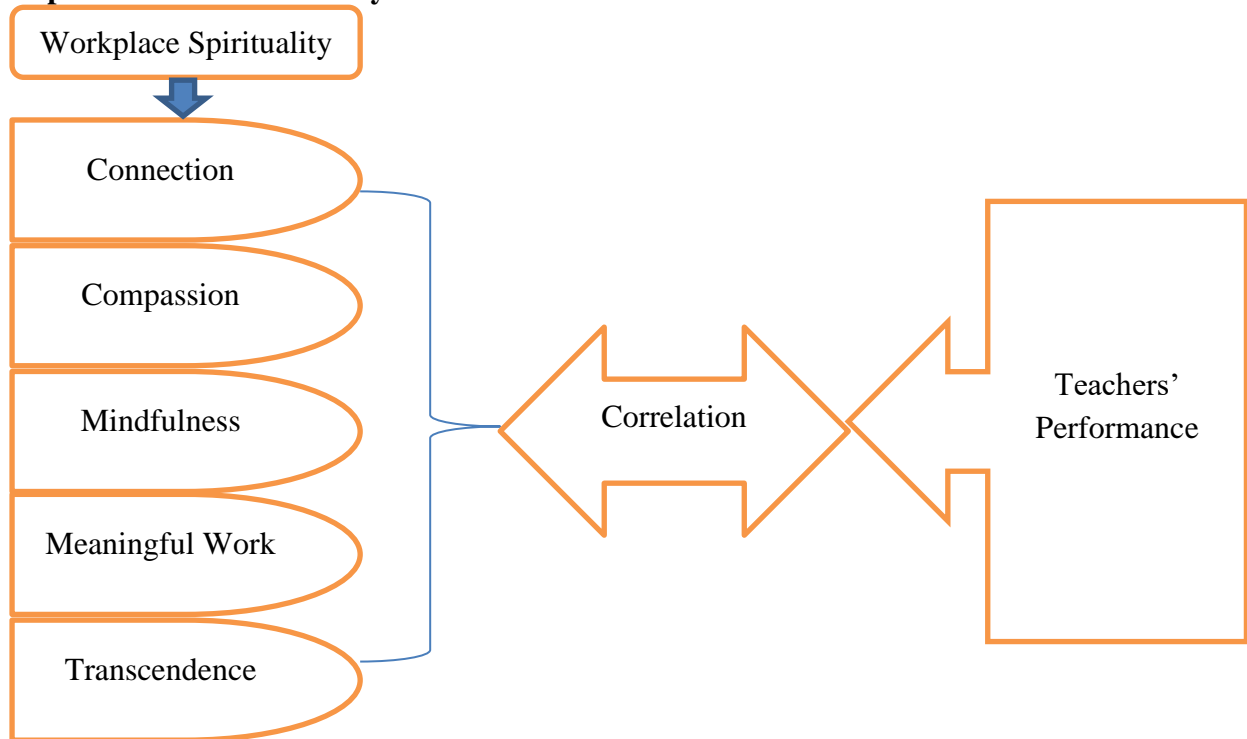 Workplace Spirituality
Connection
Compassion
Mindfulness
Meaningful Work
Transcendence
Correlation
Teachers’
Performance